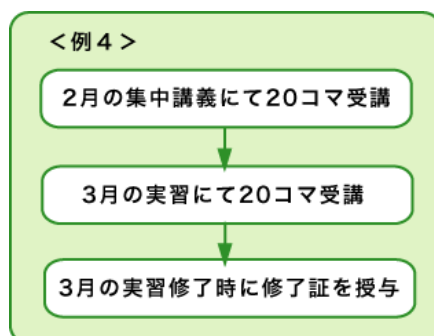 ＜例４＞
2月の集中講義にて20コマ受講
3月の実習にて20コマ受講
3月の実習修了時に修了証を授与